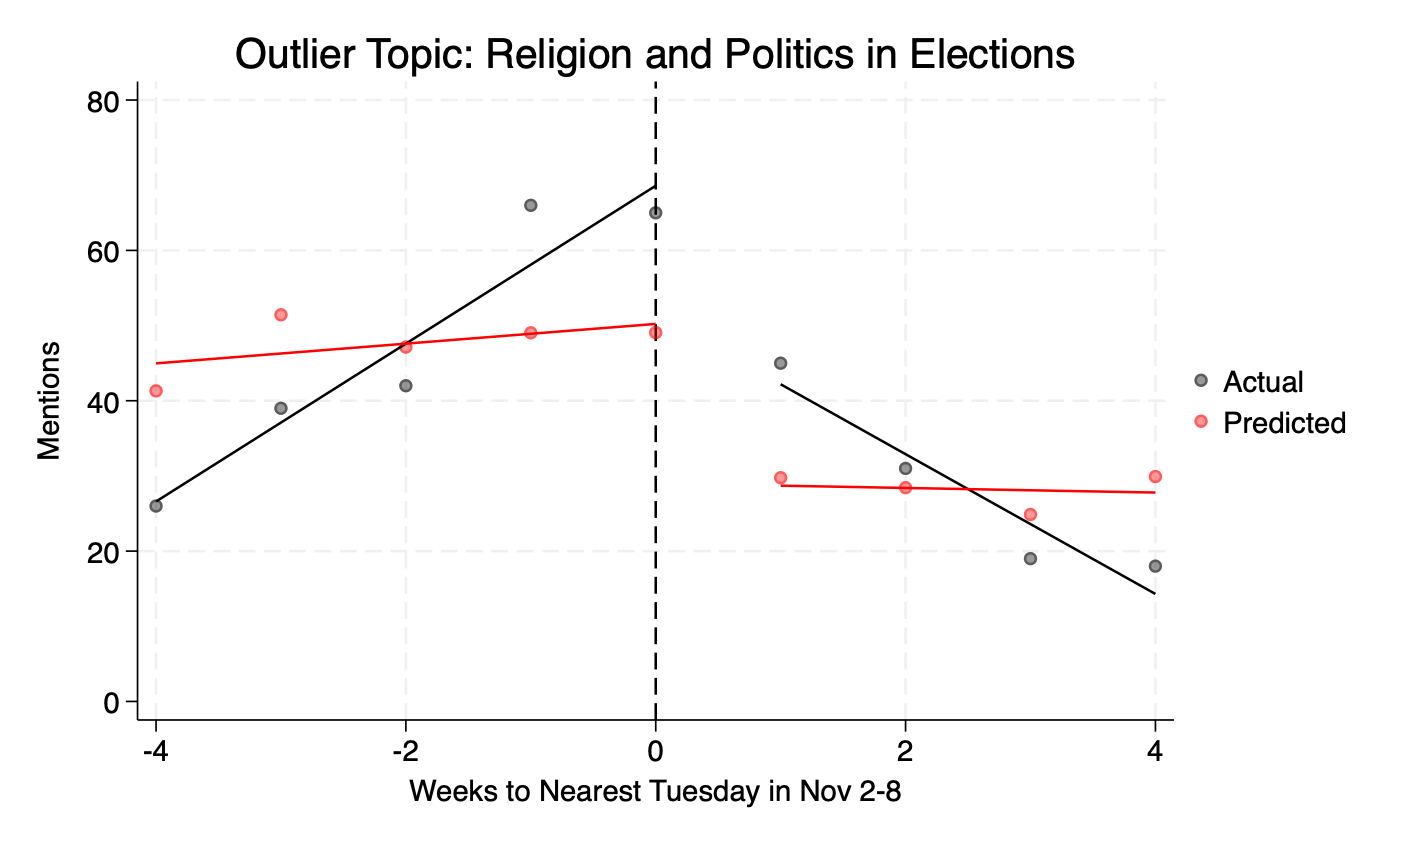 Outlier Topic: Religion and Politics in Elections
80
60
40
20
0
Mentions
-4
-2
0
2
4
Weeks to Nearest Tuesday in Nov 2-8
Actual
Predicted